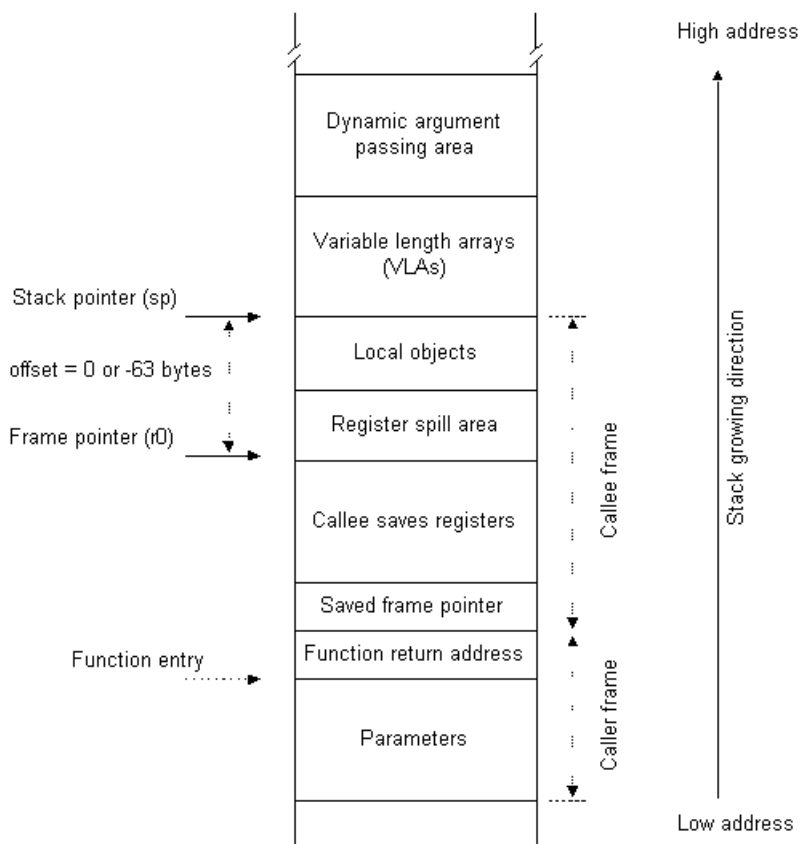 High address
Dynamic argument
passing area
Variable length arrays
(VLAs)
Stack pointer (sp)
Local objects
offset = 0 or -63 bytes
Register spill area
Frame pointer (r0)
Callee saves registers
Callee frame
Stack growing direction
Saved frame pointer
Function return address
Function entry
Parameters
Caller frame
Low address